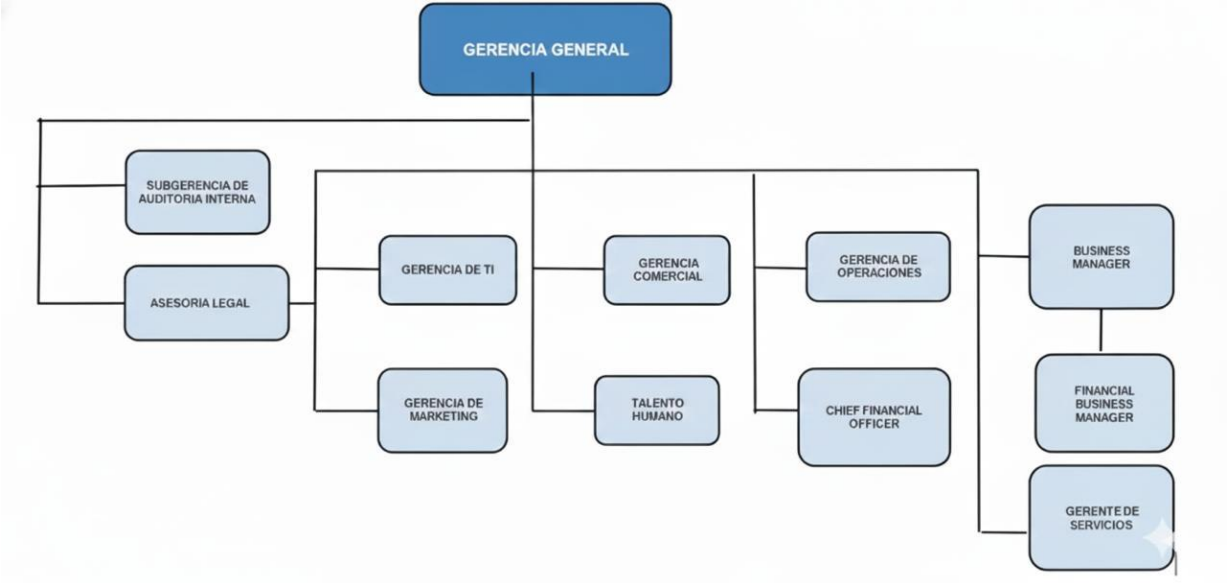 GERENCIA GENERAL
SUBGERENCIA DE
AUDITORIA INTERNA
ASESORIA LEGAL
GERENCIA DE TI
GERENCIA DE
MARKETING
GERENCIA
COMERCIAL
TALENTO
HUMANO
GERENCIA DE
OPERACIONES
CHIEF FINANCIAL
OFFICER
BUSINESS
MANAGER
FINANCIAL
BUSINESS
MANAGER
GERENTE DE
SERVICIOS